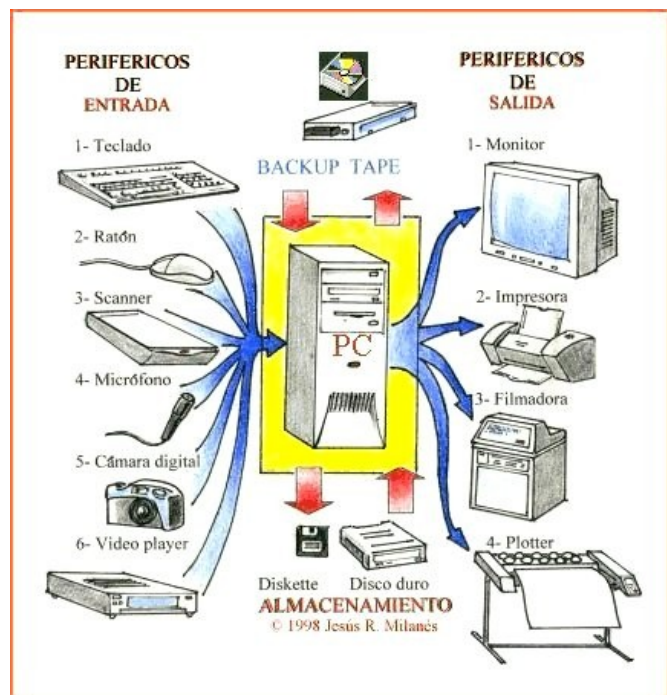 PERIFERICOS
DE
ENTRADA
1- Teclado
2- Ratón
3- Scanner
4- Micrófono
5- Cámara digital
6- Video player
BACKUP TAPE
PC
Diskette
Disco duro
ALMACENAMIENTO
© 1998 Jesús R. Milanés
PERIFERICOS
DE
SALIDA
1- Monitor
2- Impresora
3- Filmadora
4- Plotter